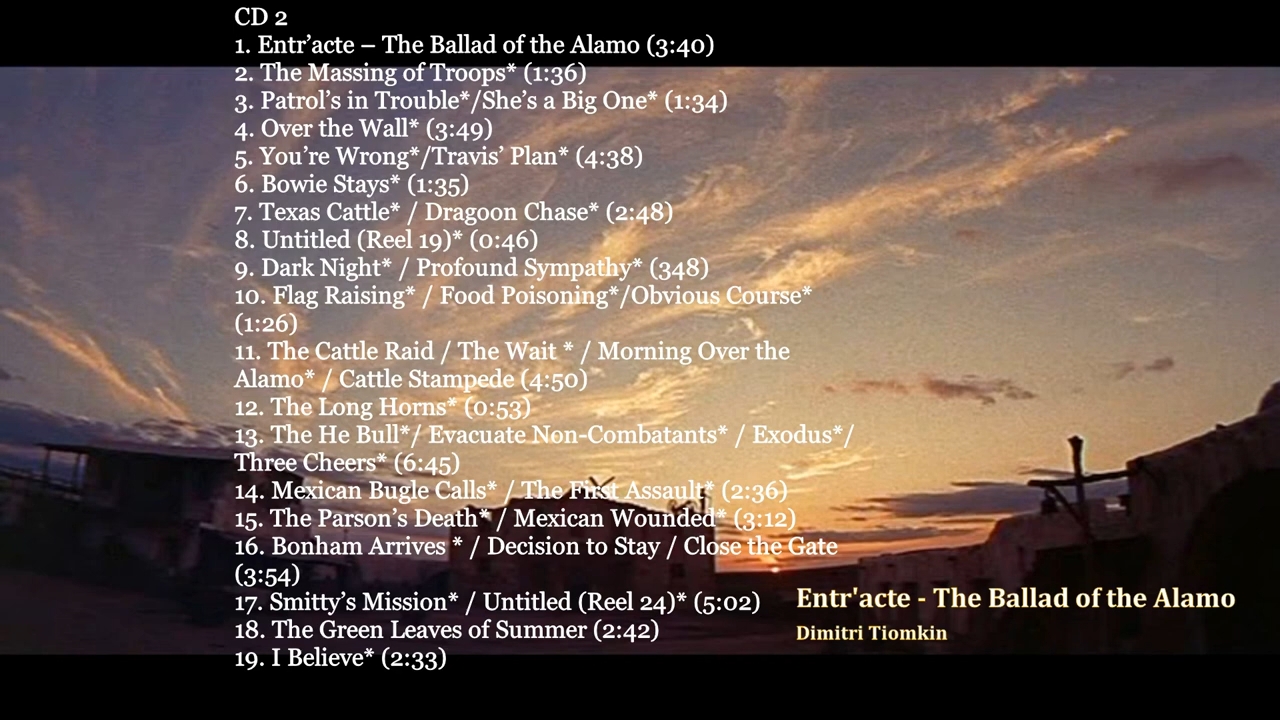 CD 2
1. Entr’acte – The Ballad of the Alamo (3:40)
2. The Massing of Troops* (1:36)
3. Patrol’s in Trouble*/She’s a Big One* (1:34)
4. Over the Wall* (3:49)
5. You’re Wrong*/Travis’ Plan* (4:38)
6. Bowie Stays* (1:35)
7. Texas Cattle* / Dragoon Chase* (2:48)
8. Untitled (Reel 19)* (0:46)
9. Dark Night* / Profound Sympathy* (348)
10. Flag Raising* / Food Poisoning*/Obvious Course*
(1:26)
11. The Cattle Raid / The Wait * / Morning Over the
Alamo* / Cattle Stampede (4:50)
12. The Long Horns* (0:53)
13. The He Bull*/ Evacuate Non-Combatants* / Exodus*/
Three Cheers* (6:45)
14. Mexican Bugle Calls* / The First Assault* (2:36)
15. The Parson’s Death* / Mexican Wounded* (3:12)
16. Bonham Arrives * / Decision to Stay / Close the Gate
(3:54)
17. Smitty’s Mission* / Untitled (Reel 24)* (5:02)
18. The Green Leaves of Summer (2:42)
19. I Believe* (2:33)
Entr'acte - The Ballad of the Alamo
Dimitri Tiomkin